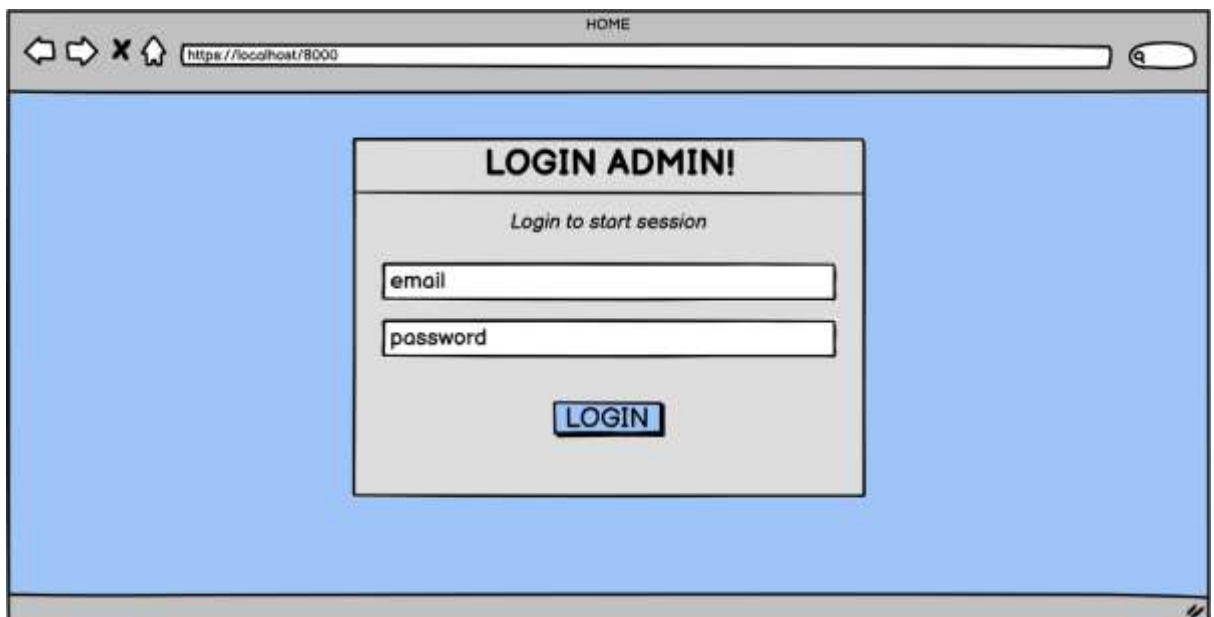 HOME
https://localhost/8000
LOGIN ADMIN!
Login to start session
email
password
LOGIN